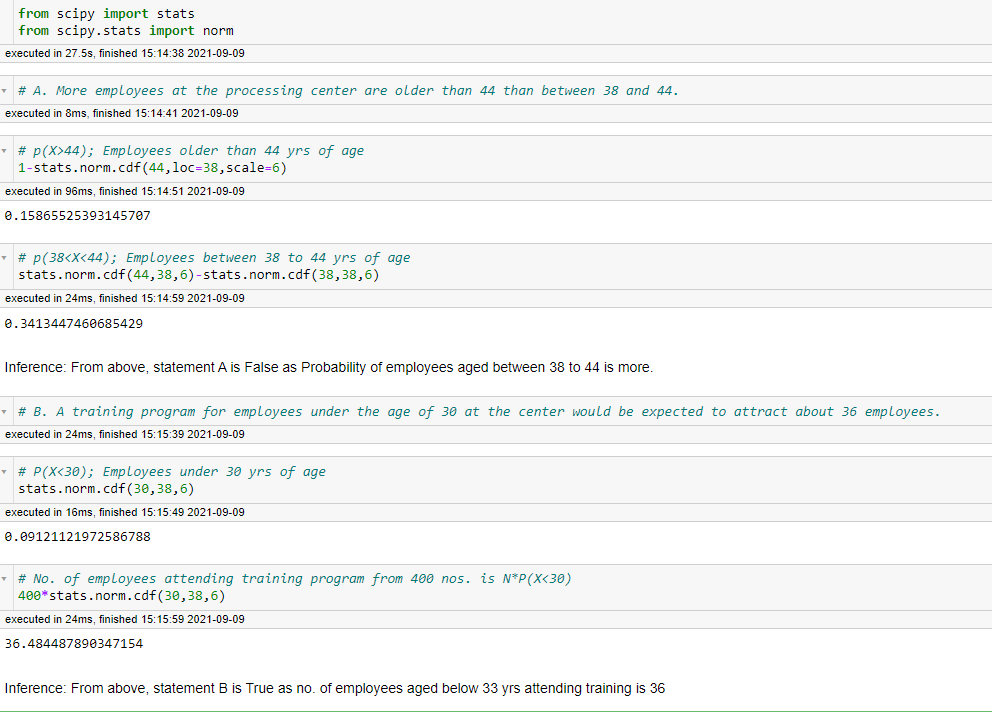 from scipy import stats
from scipy.stats import norm
executed in 27.5s, finished 15:14:38 2021-09-09
# A. More employees at the processing center are older than 44 than between 38 and 44.
executed in 8ms, finished 15:14:41 2021-09-09
# p(X>44); Employees older than 44 yrs of age
1-stats.norm.cdf(44,loc=38,scale=6)
executed in 96ms, finished 15:14:51 2021-09-09
0.15865525393145707
# p(38<X<44); Employees between 38 to 44 yrs of age
stats.norm.cdf(44,38,6)-stats.norm.cdf(38,38,6)
executed in 24ms, finished 15:14:59 2021-09-09
0.3413447460685429
Inference: From above, statement A is False as Probability of employees aged between 38 to 44 is more.
# B. A training program for employees under the age of 30 at the center would be expected to attract about 36 employees.
executed in 24ms, finished 15:15:39 2021-09-09
# P(X<30); Employees under 30 yrs of age
stats.norm.cdf(30,38,6)
executed in 16ms, finished 15:15:49 2021-09-09
0.09121121972586788
# No. of employees attending training program from 400 nos. is N*P(X<30)
400*stats.norm.cdf(30,38,6)
executed in 24ms, finished 15:15:59 2021-09-09
36.484487890347154
Inference: From above, statement B is True as no. of employees aged below 33 yrs attending training is 36